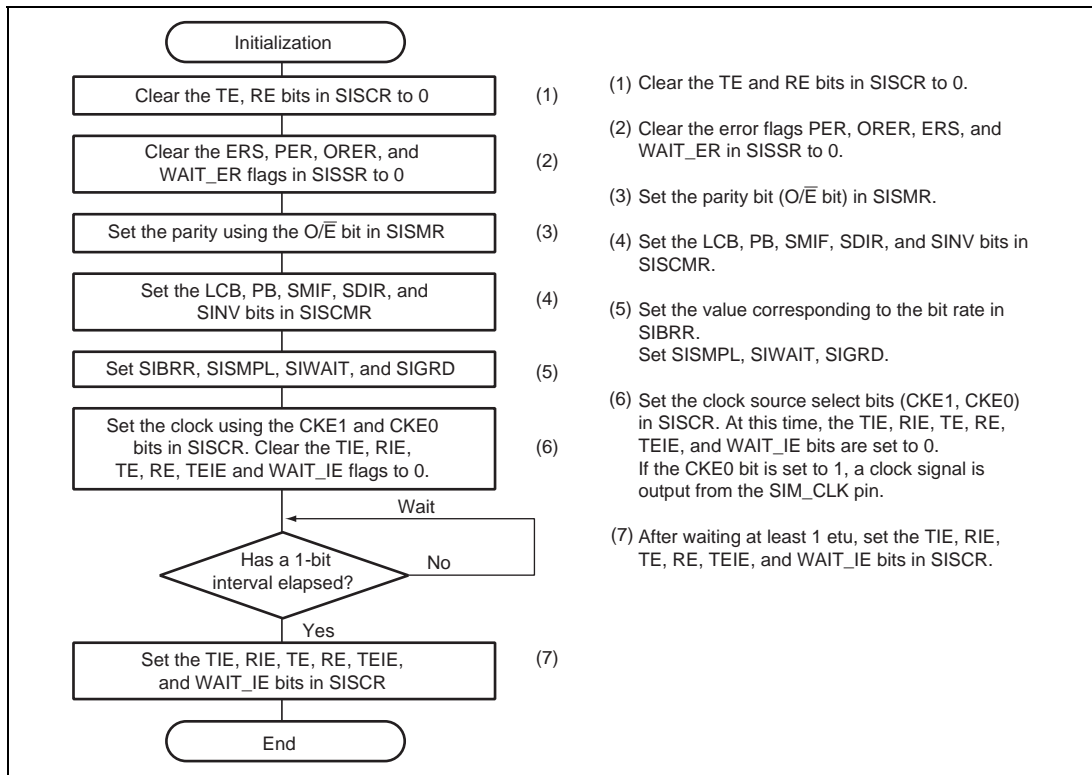 Initialization
Clear the TE, RE bits in SISCR to 0
(1)
Clear the ERS, PER, ORER, and
WAIT_ER flags in SISSR to 0
(2)
Set the parity using the O/E̅ bit in SISMR
(3)
Set the LCB, PB, SMIF, SDIR, and
SINV bits in SISCMR
(4)
Set SIBRR, SISMPL, SIWAIT, and SIGRD
(5)
Set the clock using the CKE1 and CKE0
bits in SISCR. Clear the TIE, RIE,
TE, RE, TEIE and WAIT_IE flags to 0.
(6)
Wait
Has a 1-bit
interval elapsed?
No
Yes
Set the TIE, RIE, TE, RE, TEIE,
and WAIT_IE bits in SISCR
(7)
End
(1) Clear the TE and RE bits in SISCR to 0.
(2) Clear the error flags PER, ORER, ERS, and
WAIT_ER in SISSR to 0.
(3) Set the parity bit (O/E̅ bit) in SISMR.
(4) Set the LCB, PB, SMIF, SDIR, and SINV bits in
SISCMR.
(5) Set the value corresponding to the bit rate in
SIBRR.
Set SISMPL, SIWAIT, SIGRD.
(6) Set the clock source select bits (CKE1, CKE0)
in SISCR. At this time, the TIE, RIE, TE, RE,
TEIE, and WAIT_IE bits are set to 0.
If the CKE0 bit is set to 1, a clock signal is
output from the SIM_CLK pin.
(7) After waiting at least 1 etu, set the TIE, RIE,
TE, RE, TEIE, and WAIT_IE bits in SISCR.